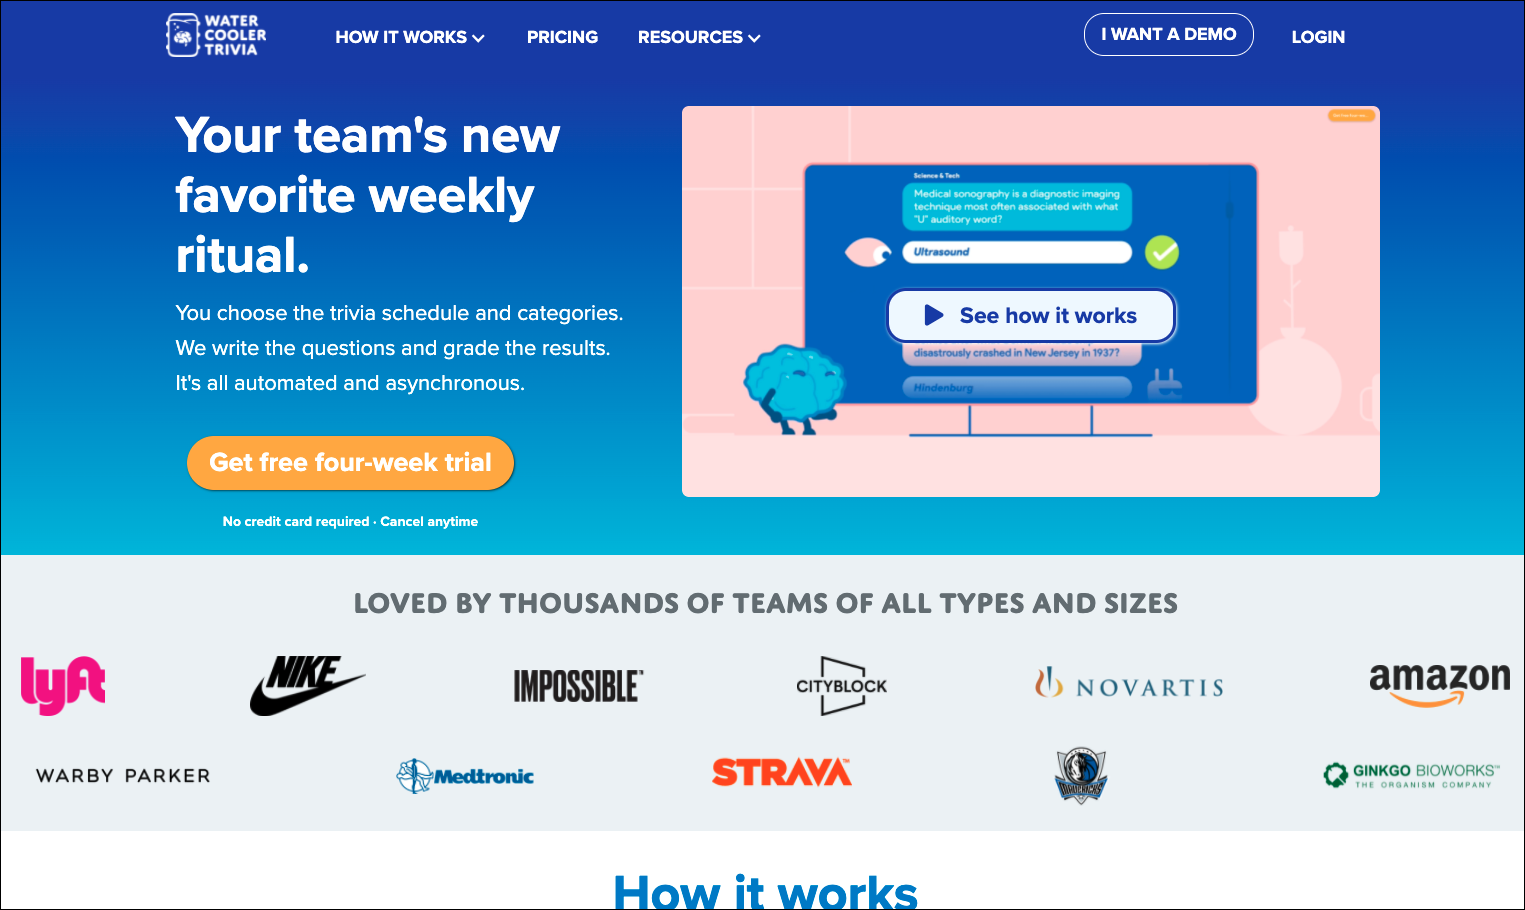 WATER
COOLER
TRIVIA
HOW IT WORKS
PRICING
RESOURCES
I WANT A DEMO
LOGIN
Your team's new
favorite weekly
ritual.
You choose the trivia schedule and categories.
We write the questions and grade the results.
It's all automated and asynchronous.
Get free four-week trial
No credit card required · Cancel anytime
Science & Tech
Medical sonography is a diagnostic imaging
technique most often associated with what
"U" auditory word?
Ultrasound
See how it works
disastrously crashed in New Jersey in 1937?
Hindenburg
LOVED BY THOUSANDS OF TEAMS OF ALL TYPES AND SIZES
lyft
NIKE
IMPOSSIBLE™
CITYBLOCK
NOVARTIS
amazon
WARBY PARKER
Medtronic
STRAVA™
MAVERICKS
GINKGO BIOWORKS™
THE ORGANISM COMPANY
How it works